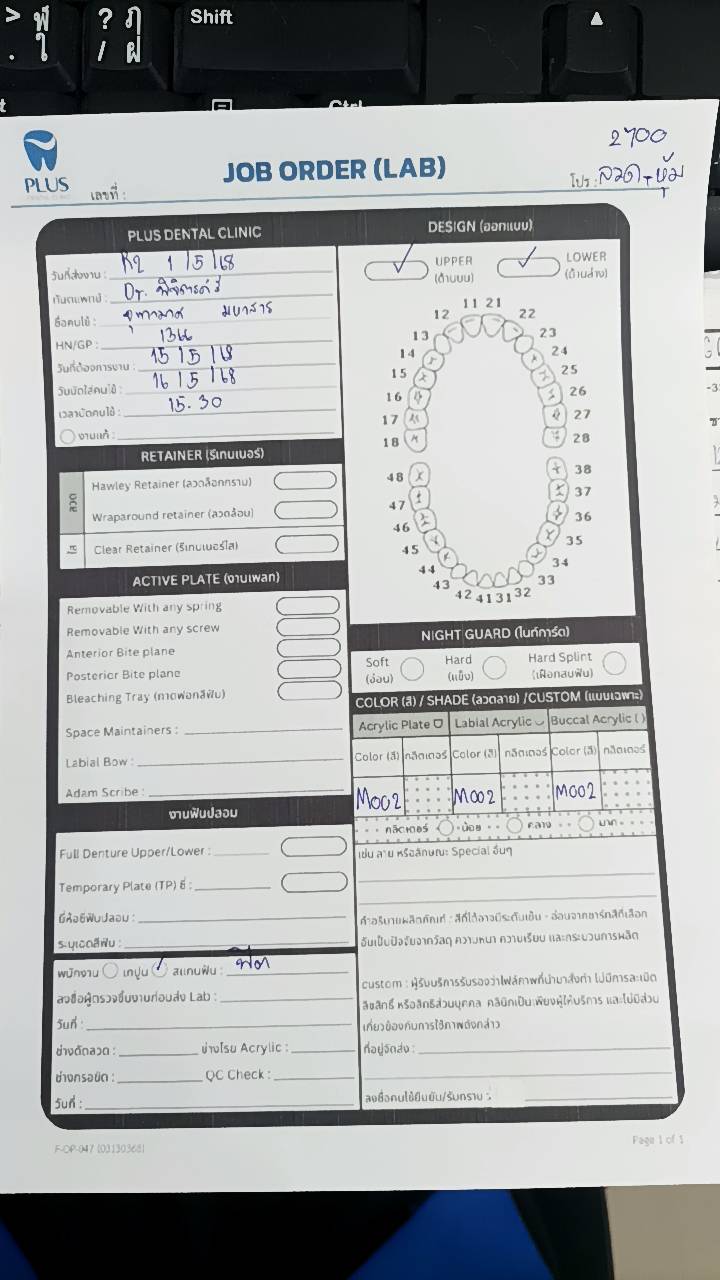 > พ
. ใ
? ฦ
/ ฝ
Shift
▲
Ctrl
PLUS
JOB ORDER (LAB)
เลขที่ :
2700
โปร : ลวด-หุ้ม
PLUS DENTAL CLINIC
วันที่ส่งงาน : R2 1/5/68
ทันตแพทย์ : Dr.
ชื่อคนไข้ : จุฑามาศ
HN/GP : 1366
วันที่ต้องการงาน : 15/5/68
วันนัดใส่คนไข้ : 16/5/68
เวลานัดคนไข้ : 15.30
งานแก้ :
RETAINER (รีเทนเนอร์)
ลวด
Hawley Retainer (ลวดล็อกกราม)
Wraparound retainer (ลวดล้อม)
ใส
Clear Retainer (รีเทนเนอร์ใส)
ACTIVE PLATE (งานเพลท)
Removable With any spring
Removable With any screw
Anterior Bite plane
Posterior Bite plane
Bleaching Tray (ถาดฟอกสีฟัน)
Space Maintainers :
Labial Bow :
Adam Scribe :
งานฟันปลอม
Full Denture Upper/Lower :
Temporary Plate (TP) ซี่ :
ยี่ห้อซี่ฟันปลอม :
ระบุเฉดสีฟัน :
พนักงาน เทปูน ✓ สแกนฟัน :
ลงชื่อผู้ตรวจชิ้นงานก่อนส่ง Lab :
วันที่ :
ช่างดัดลวด : ช่างโรย Acrylic :
ช่างกรอขัด : QC Check :
วันที่ :
DESIGN (ออกแบบ)
✓ UPPER (ด้านบน) ✓ LOWER (ด้านล่าง)
11 21
12 22
13 23
14 24
15 25
16 26
17 27
18 28
48 38
47 37
46 36
45 35
44 34
43 33
42 41 31 32
NIGHT GUARD (ไนท์การ์ด)
Soft (อ่อน) Hard (แข็ง) Hard Splint (เฝือกสบฟัน)
COLOR (สี) / SHADE (ลวดลาย) /CUSTOM (แบบเฉพาะ)
Acrylic Plate Labial Acrylic Buccal Acrylic ( )
Color (สี) กลิตเตอร์ Color (สี) กลิตเตอร์ Color (สี) กลิตเตอร์
M002 M002 M002
กลิตเตอร์ น้อย กลาง มาก
เช่น ลาย หรือลักษณะ Special อื่นๆ
คำอธิบายผลิตภัณฑ์ : สีที่ได้อาจมีระดับเข้ม - อ่อนจากชาร์ทสีที่เลือก
อันเป็นปัจจัยจากวัสดุ ความหนา ความเรียบ และกระบวนการผลิต
custom : ผู้รับบริการรับรองว่าไฟล์ภาพที่นำมาสั่งทำ ไม่มีการละเมิด
ลิขสิทธิ์ หรือสิทธิส่วนบุคคล คลินิกเป็นเพียงผู้ให้บริการ และไม่มีส่วน
เกี่ยวข้องกับการใช้ภาพดังกล่าว
ที่อยู่จัดส่ง :
ลงชื่อคนไข้ยืนยัน/รับทราบ :
F-OP-047 (03130368)
Page 1 of 1